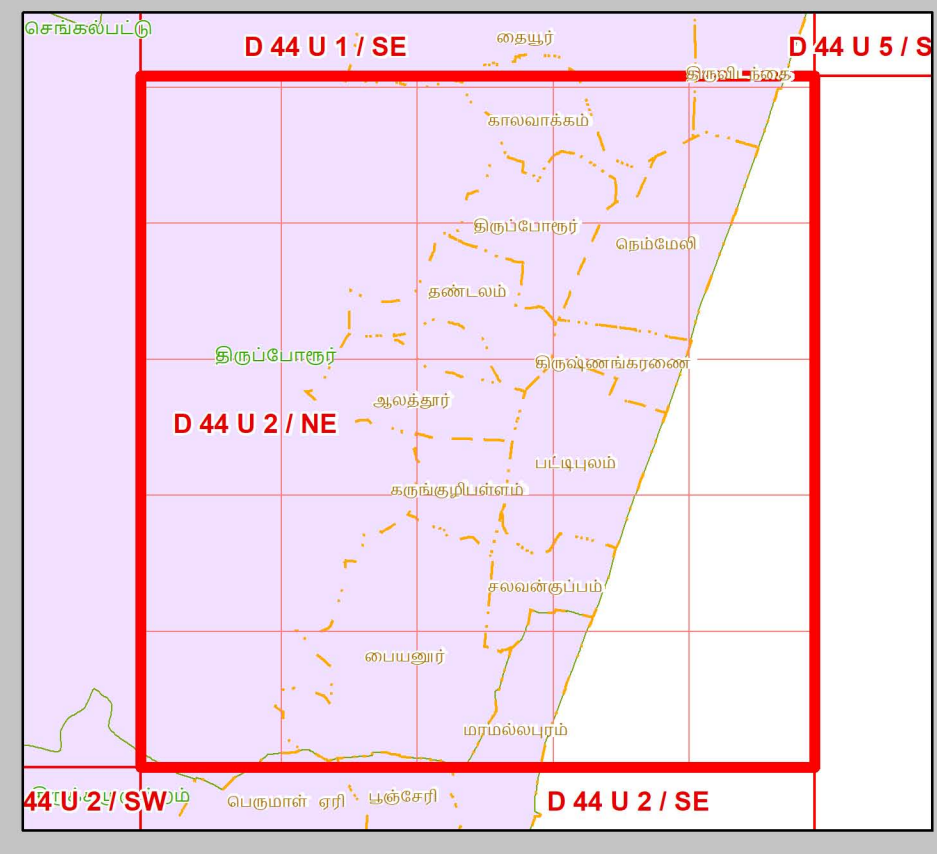 செங்கல்பட்டு
தையூர்
D 44 U 1 / SE
D 44 U 5 / S
திருவிடந்தை
காலவாக்கம்
திருப்போரூர்
நெம்மேலி
தண்டலம்
திருப்போரூர்
கிருஷ்ணங்கரணை
ஆலத்தூர்
D 44 U 2 / NE
பட்டிபுலம்
கருங்குழிபள்ளம்
சலவன்குப்பம்
பையனூர்
மாமல்லபுரம்
44 U 2 / SW
பெருமாள் ஏரி
பூஞ்சேரி
D 44 U 2 / SE